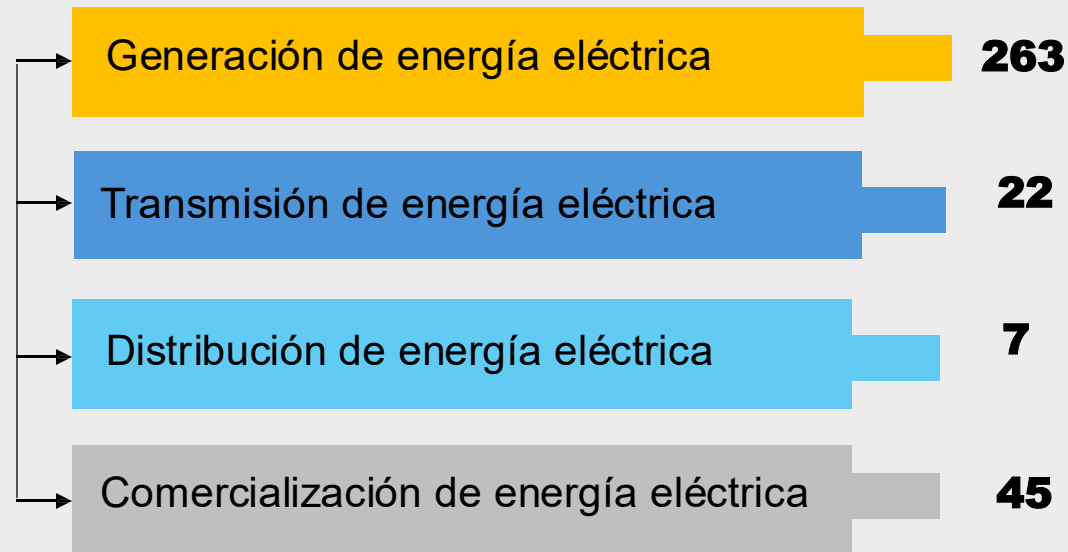 Generación de energía eléctrica 263
Transmisión de energía eléctrica 22
Distribución de energía eléctrica 7
Comercialización de energía eléctrica 45